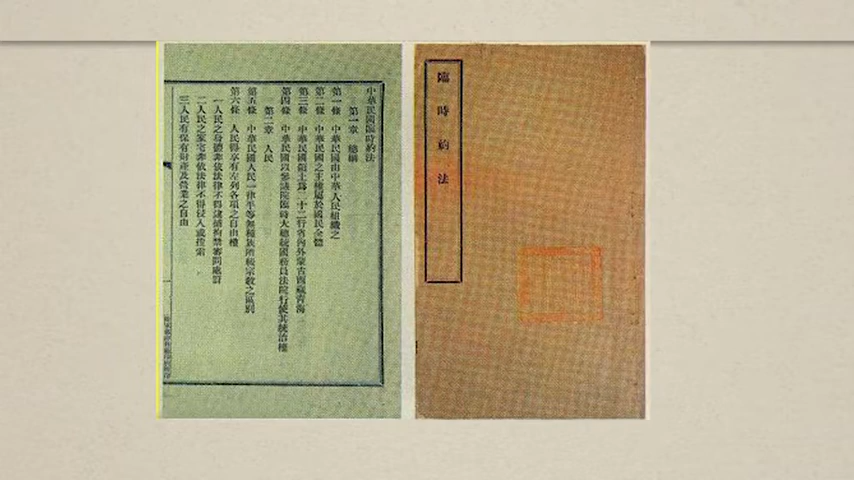 臨時約法
中華民國臨時約法
第一章 總綱
第一條 中華民國由中華人民組織之
第二條 中華民國之主權屬於國民全體
第三條 中華民國領土為二十二行省內外蒙古西藏青海
第四條 中華民國以參議院臨時大總統國務員法院行使其統治權
第二章 人民
第五條 中華民國人民一律平等無種族階級宗教之區別
第六條 人民得享有左列各項之自由權
一人民之身體非依法律不得逮捕拘禁審問處罰
二人民之家宅非依法律不得侵入或搜索
三人民有保有財產及營業之自由